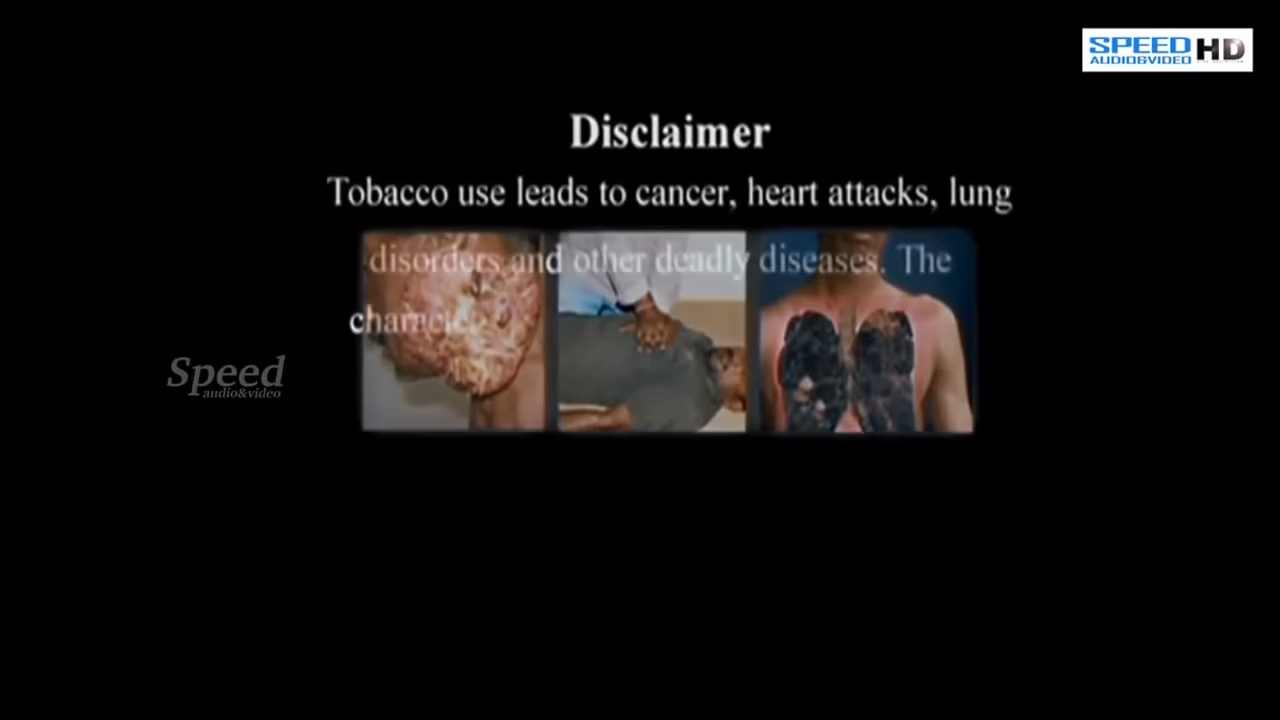 SPEED HD
AUDIO&VIDEO
Disclaimer
Tobacco use leads to cancer, heart attacks, lung
disorders and other deadly diseases. The
Speed
audio&video